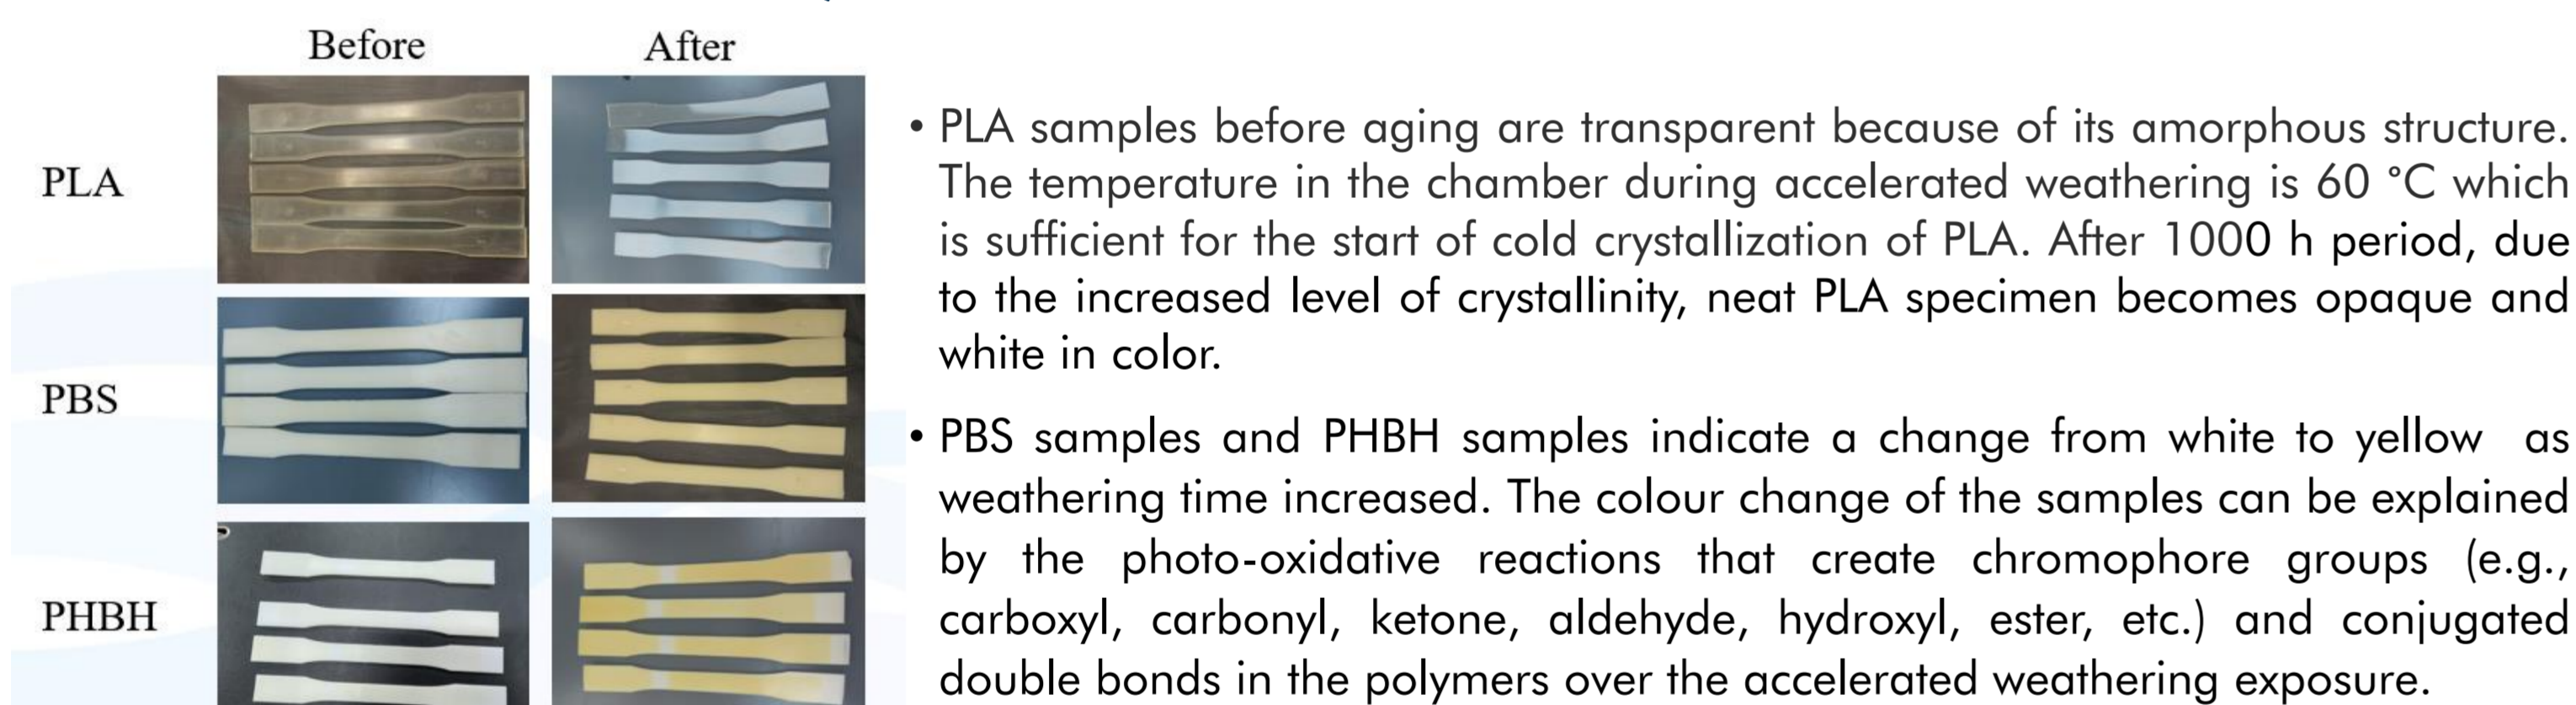 Before After
PLA
PBS
PHBH
• PLA samples before aging are transparent because of its amorphous structure.
The temperature in the chamber during accelerated weathering is 60 °C which
is sufficient for the start of cold crystallization of PLA. After 1000 h period, due
to the increased level of crystallinity, neat PLA specimen becomes opaque and
white in color.
• PBS samples and PHBH samples indicate a change from white to yellow as
weathering time increased. The colour change of the samples can be explained
by the photo-oxidative reactions that create chromophore groups (e.g.,
carboxyl, carbonyl, ketone, aldehyde, hydroxyl, ester, etc.) and conjugated
double bonds in the polymers over the accelerated weathering exposure.